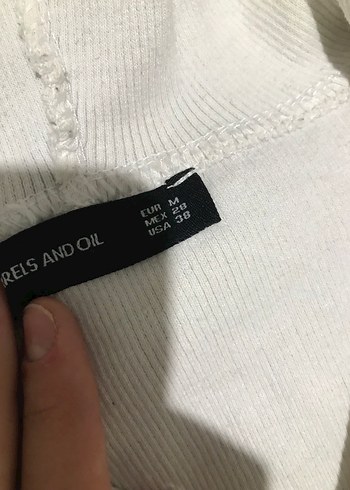 RELS AND OIL
EUR M
MEX 28
USA 38